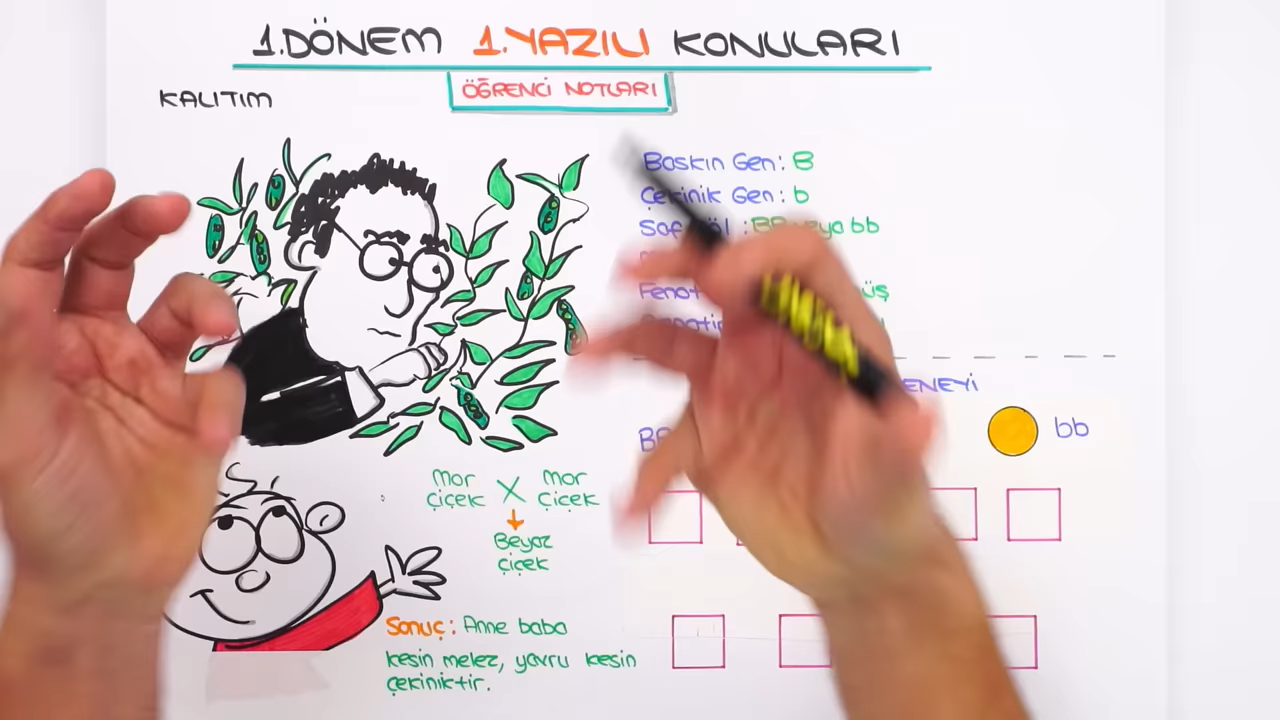 1.DÖNEM 1.YAZILI KONULARI
ÖĞRENCİ NOTLARI
KALITIM
Baskın Gen: B
Çekinik Gen: b
veya bb
bb
Mor çiçek X Mor çiçek
Beyaz
çiçek
Sonuç: Anne baba
kesin melez, yavru kesin
çekiniktir.